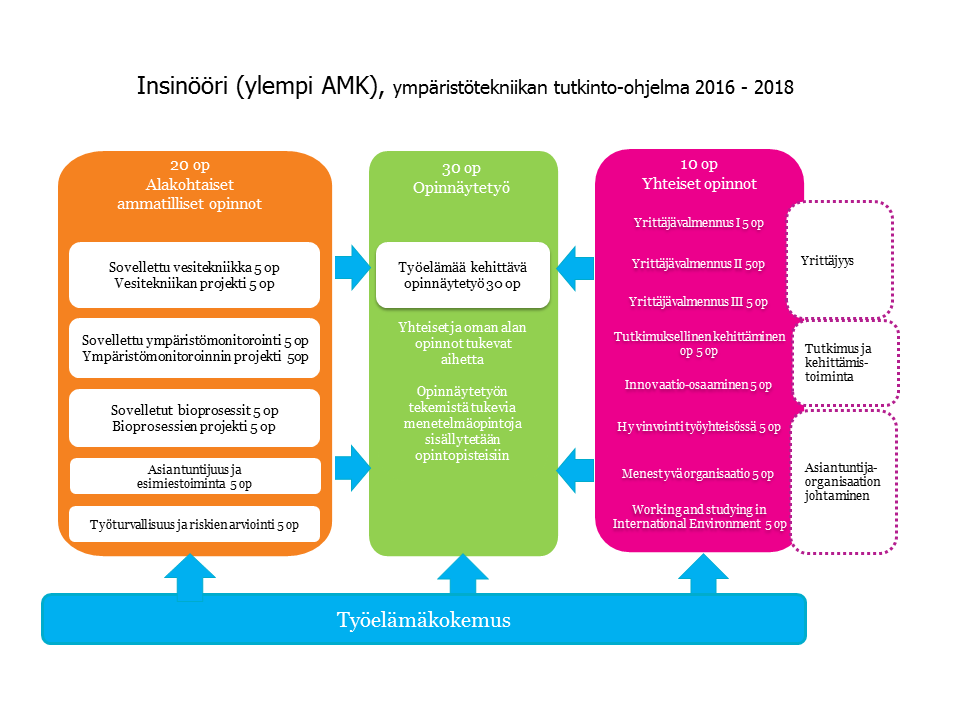 Insinööri (ylempi AMK), ympäristötekniikan tutkinto-ohjelma 2016 - 2018
20 op
Alakohtaiset
ammatilliset opinnot
Sovellettu vesitekniikka 5 op
Vesitekniikan projekti 5 op
Sovellettu ympäristömonitorointi 5 op
Ympäristömonitoroinnin projekti 5op
Sovelletut bioprosessit 5 op
Bioprosessien projekti 5 op
Asiantuntijuus ja
esimiestoiminta 5 op
Työturvallisuus ja riskien arviointi 5 op
30 op
Opinnäytetyö
Työelämää kehittävä
opinnäytetyö 30 op
Yhteiset ja oman alan
opinnot tukevat
aihetta
Opinnäytetyön
tekemistä tukevia
menetelmäopintoja
sisällytetään
opintopisteisiin
10 op
Yhteiset opinnot
Yrittäjävalmennus I 5 op
Yrittäjävalmennus II 5op
Yrittäjävalmennus III 5 op
Tutkimuksellinen kehittäminen
op 5 op
Innovaatio-osaaminen 5 op
Hyvinvointi työyhteisössä 5 op
Menestyvä organisaatio 5 op
Working and studying in
International Environment 5 op
Yrittäjyys
Tutkimus ja
kehittämis-
toiminta
Asiantuntija-
organisaation
johtaminen
Työelämäkokemus